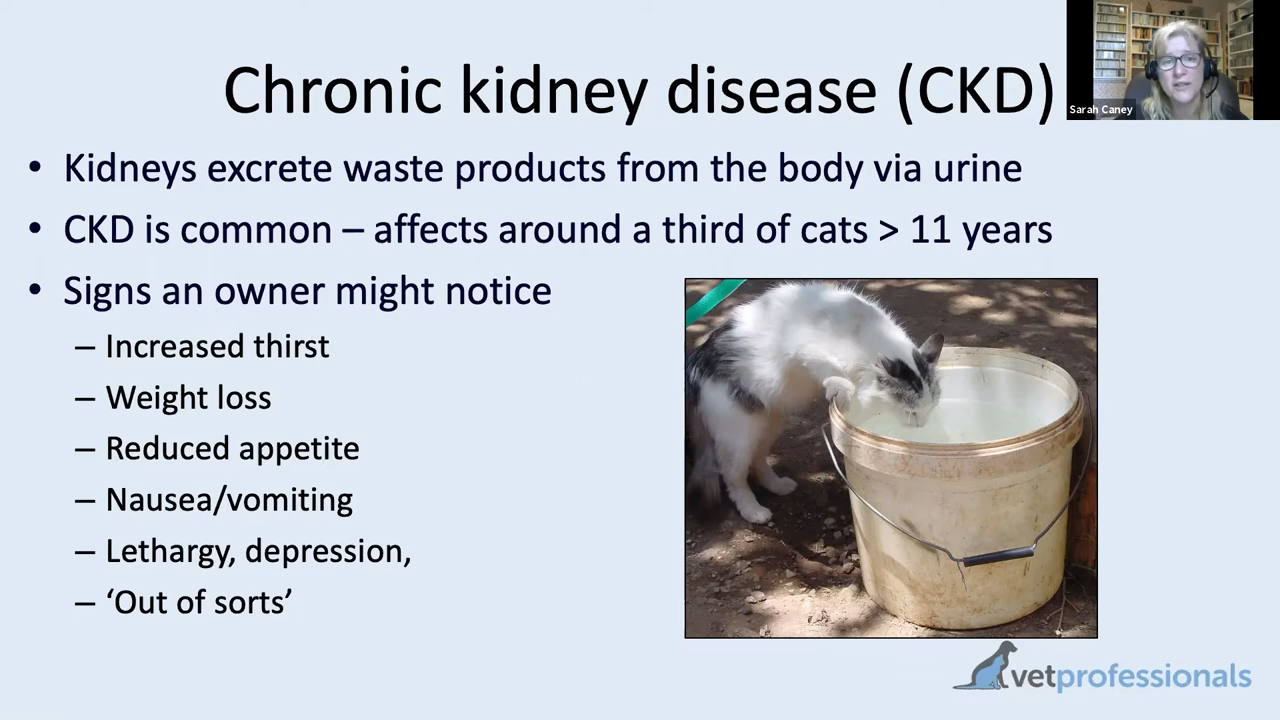 Chronic kidney disease (CKD)
Sarah Caney
• Kidneys excrete waste products from the body via urine
• CKD is common – affects around a third of cats > 11 years
• Signs an owner might notice
– Increased thirst
– Weight loss
– Reduced appetite
– Nausea/vomiting
– Lethargy, depression,
– ‘Out of sorts’
vetprofessionals